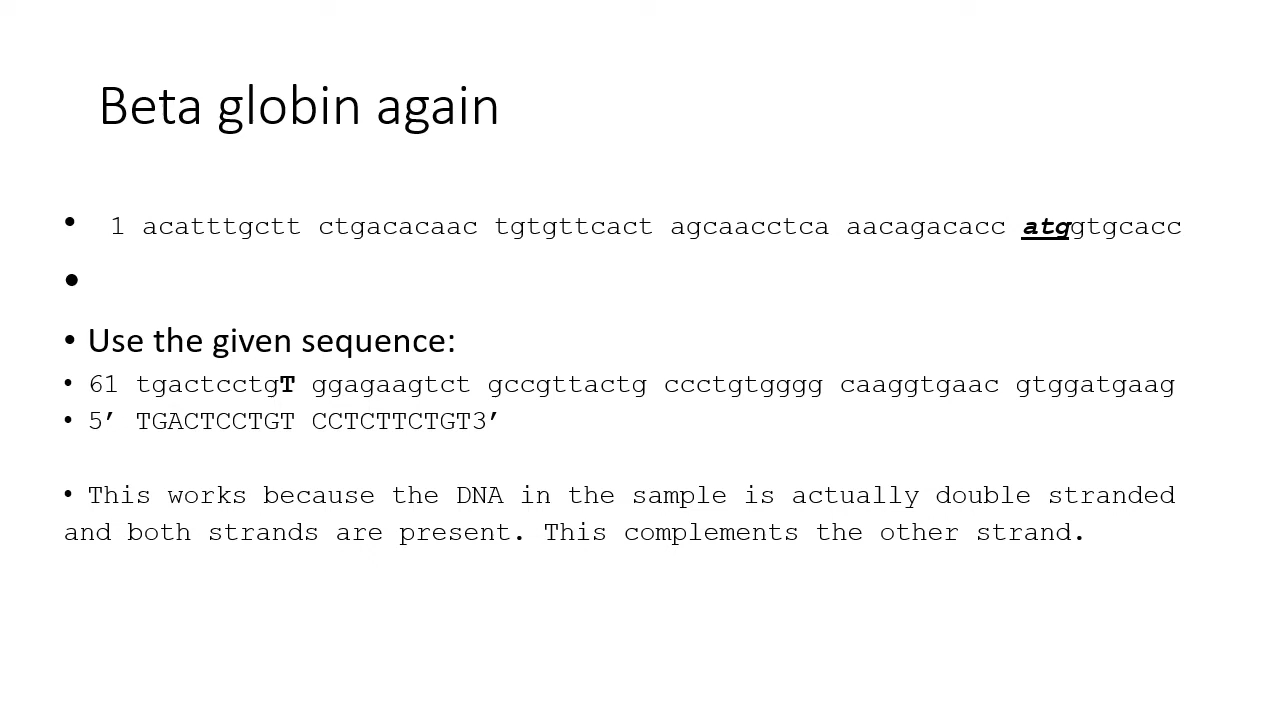 Beta globin again
• 1 acatttgctt ctgacacaac tgtgttcact agcaacctca aacagacacc atggtgcacc
•
• Use the given sequence:
• 61 tgactcctgT ggagaagtct gccgttactg ccctgtgggg caaggtgaac gtggatgaag
• 5’ TGACTCCTGT CCTCTTCTGT3’
• This works because the DNA in the sample is actually double stranded
and both strands are present. This complements the other strand.